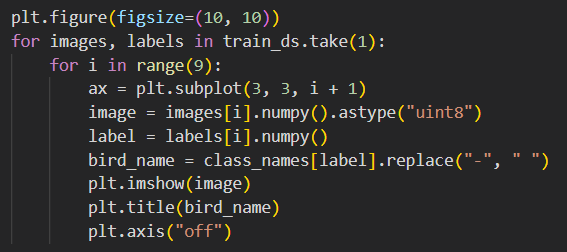 plt.figure(figsize=(10, 10))
for images, labels in train_ds.take(1):
    for i in range(9):
        ax = plt.subplot(3, 3, i + 1)
        image = images[i].numpy().astype("uint8")
        label = labels[i].numpy()
        bird_name = class_names[label].replace("-", " ")
        plt.imshow(image)
        plt.title(bird_name)
        plt.axis("off")